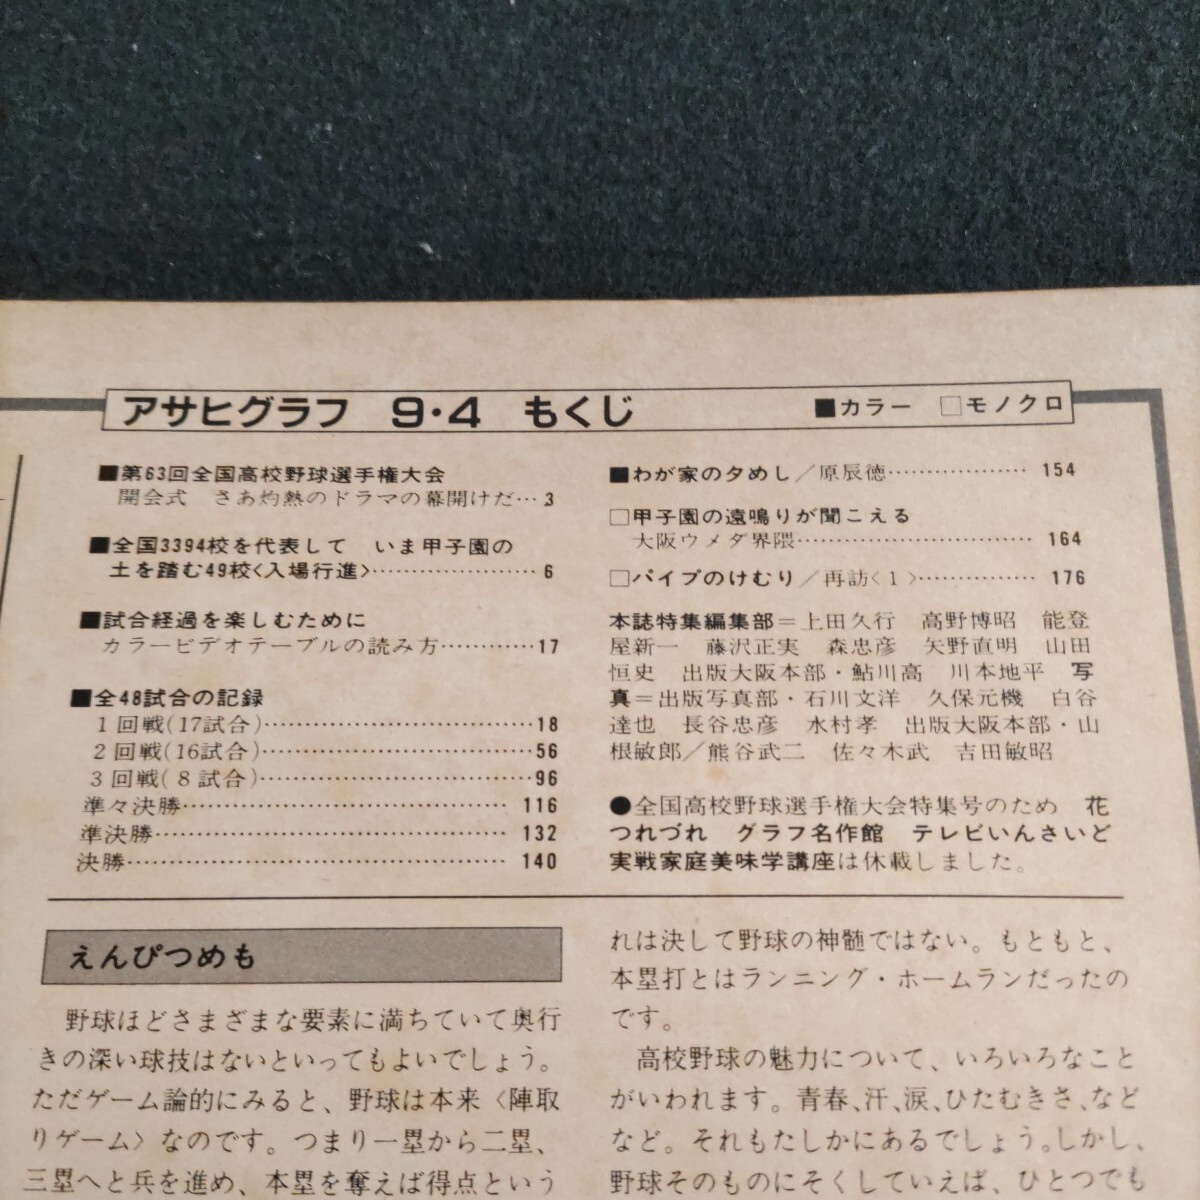 アサヒグラフ 9・4 もくじ ■カラー □モノクロ
■第63回全国高校野球選手権大会
開会式 さあ灼熱のドラマの幕開けだ…3
■全国3394校を代表して いま甲子園の
土を踏む49校<入場行進>………………6
■試合経過を楽しむために
カラービデオテーブルの読み方…………17
■全48試合の記録
1回戦(17試合)……………………………18
2回戦(16試合)……………………………56
3回戦(8試合)……………………………96
準々決勝………………………………… 116
準決勝…………………………………… 132
決勝……………………………………… 140
■わが家の夕めし／原辰徳……………… 154
□甲子園の遠鳴りが聞こえる
大阪ウメダ界隈………………………… 164
□パイプのけむり／再訪<1>…………… 176
本誌特集編集部＝上田久行 高野博昭 能登
屋新一 藤沢正実 森忠彦 矢野直明 山田
恒史 出版大阪本部・鮎川高 川本地平 写
真＝出版写真部・石川文洋 久保元機 白谷
達也 長谷忠彦 水村孝 出版大阪本部・山
根敏郎／熊谷武二 佐々木武 吉田敏昭
●全国高校野球選手権大会特集号のため 花
つれづれ グラフ名作館 テレビいんさいど
実戦家庭美味学講座は休載しました。
えんぴつめも
野球ほどさまざまな要素に満ちていて奥行
きの深い球技はないといってもよいでしょう。
ただゲーム論的にみると、野球は本来〈陣取
りゲーム〉なのです。つまり一塁から二塁、
三塁へと兵を進め、本塁を奪えば得点という
れは決して野球の神髄ではない。もともと、
本塁打とはランニング・ホームランだったの
です。
高校野球の魅力について、いろいろなこと
がいわれます。青春、汗、涙、ひたむきさ、など
など。それもたしかにあるでしょう。しかし、
野球そのものにそくしていえば、ひとつでも